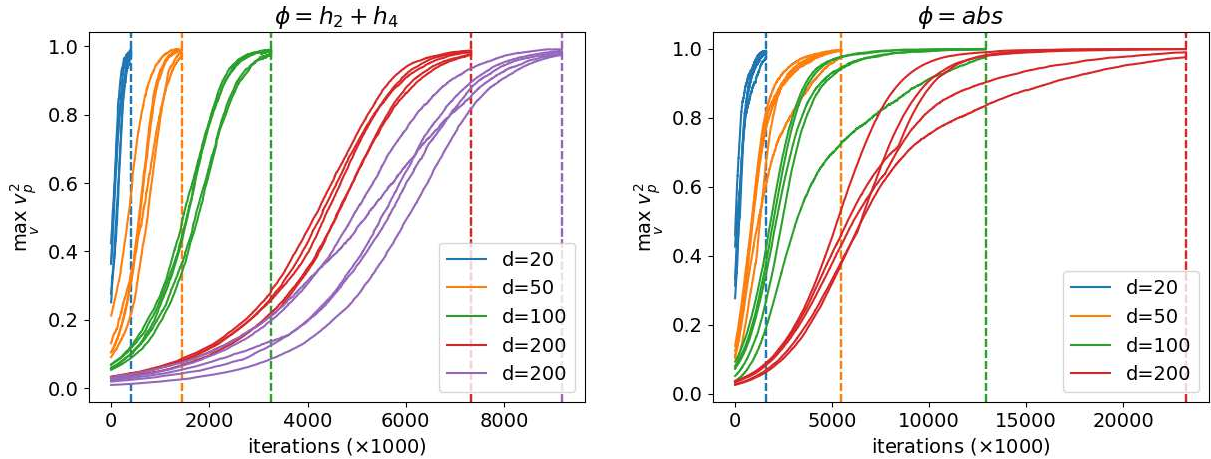 ϕ = h₂ + h₄
max v_p²
v
1.0
0.8
0.6
0.4
0.2
0.0
d=20
d=50
d=100
d=200
d=200
0 2000 4000 6000 8000
iterations (×1000)
ϕ = abs
max v_p²
v
1.0
0.8
0.6
0.4
0.2
0.0
d=20
d=50
d=100
d=200
0 5000 10000 15000 20000
iterations (×1000)